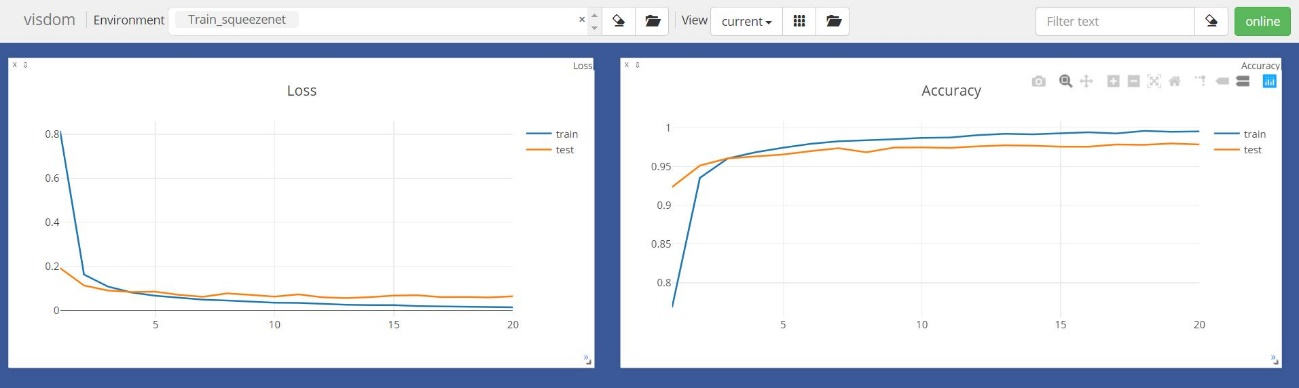 visdom Environment Train_squeezenet × View current Filter text online
x Loss
Loss
0.8
0.6
0.4
0.2
0
5 10 15 20
train
test
x Accuracy
Accuracy
1
0.95
0.9
0.85
0.8
5 10 15 20
train
test